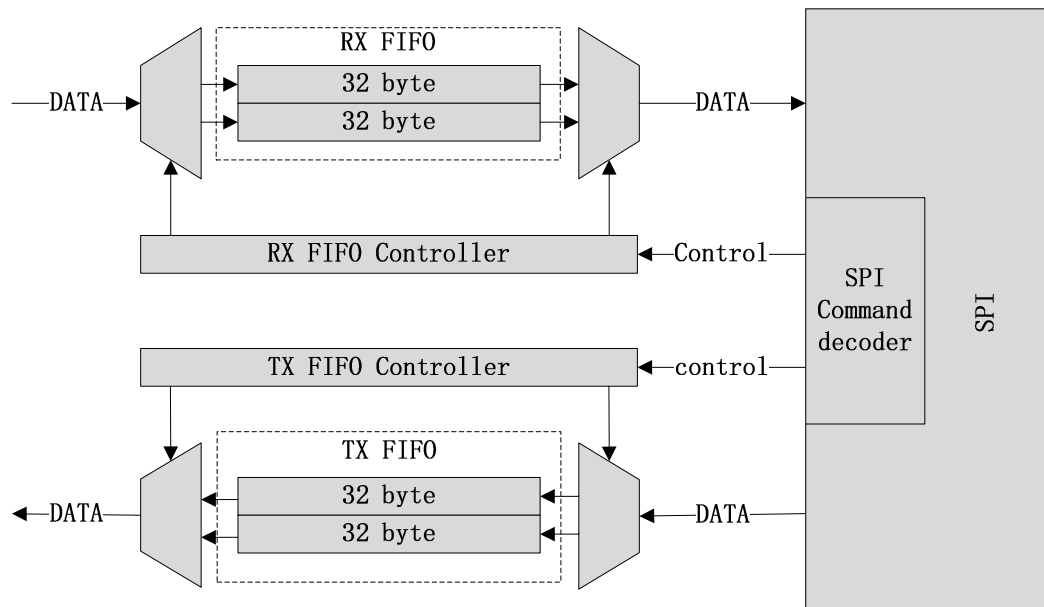 RX FIFO
32 byte
32 byte
DATA
DATA
RX FIFO Controller
Control
SPI
Command
decoder
SPI
TX FIFO Controller
control
TX FIFO
32 byte
32 byte
DATA
DATA